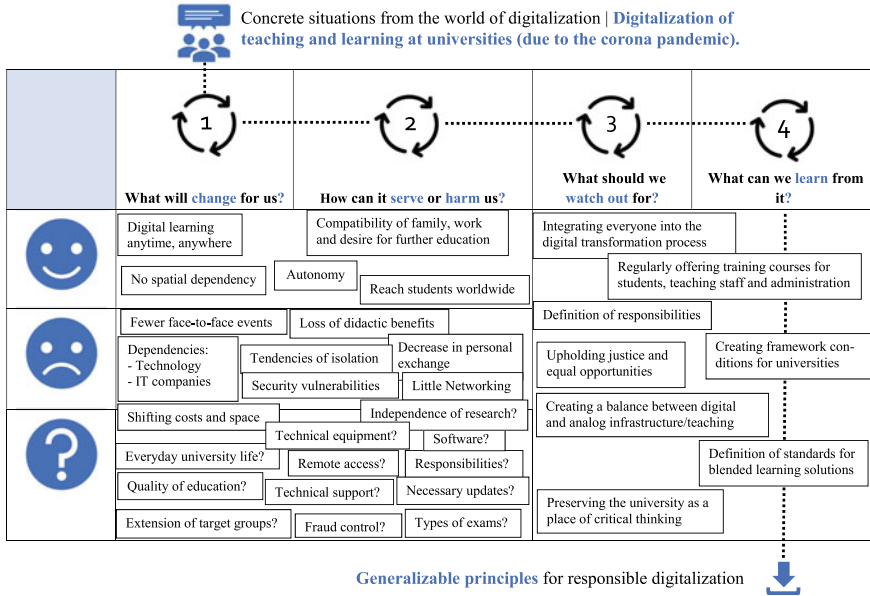 Concrete situations from the world of digitalization | Digitalization of
teaching and learning at universities (due to the corona pandemic).
1
2
3
4
What will change for us?
How can it serve or harm us?
What should we
watch out for?
What can we learn from
it?
Digital learning
anytime, anywhere
Compatibility of family, work
and desire for further education
No spatial dependency
Autonomy
Reach students worldwide
Integrating everyone into the
digital transformation process
Regularly offering training courses for
students, teaching staff and administration
Definition of responsibilities
Fewer face-to-face events
Loss of didactic benefits
Dependencies:
- Technology
- IT companies
Tendencies of isolation
Decrease in personal
exchange
Security vulnerabilities
Little Networking
Upholding justice and
equal opportunities
Creating framework con-
ditions for universities
Shifting costs and space
Independence of research?
Technical equipment?
Software?
Everyday university life?
Remote access?
Responsibilities?
Quality of education?
Technical support?
Necessary updates?
Extension of target groups?
Fraud control?
Types of exams?
Creating a balance between digital
and analog infrastructure/teaching
Definition of standards for
blended learning solutions
Preserving the university as a
place of critical thinking
?
Generalizable principles for responsible digitalization